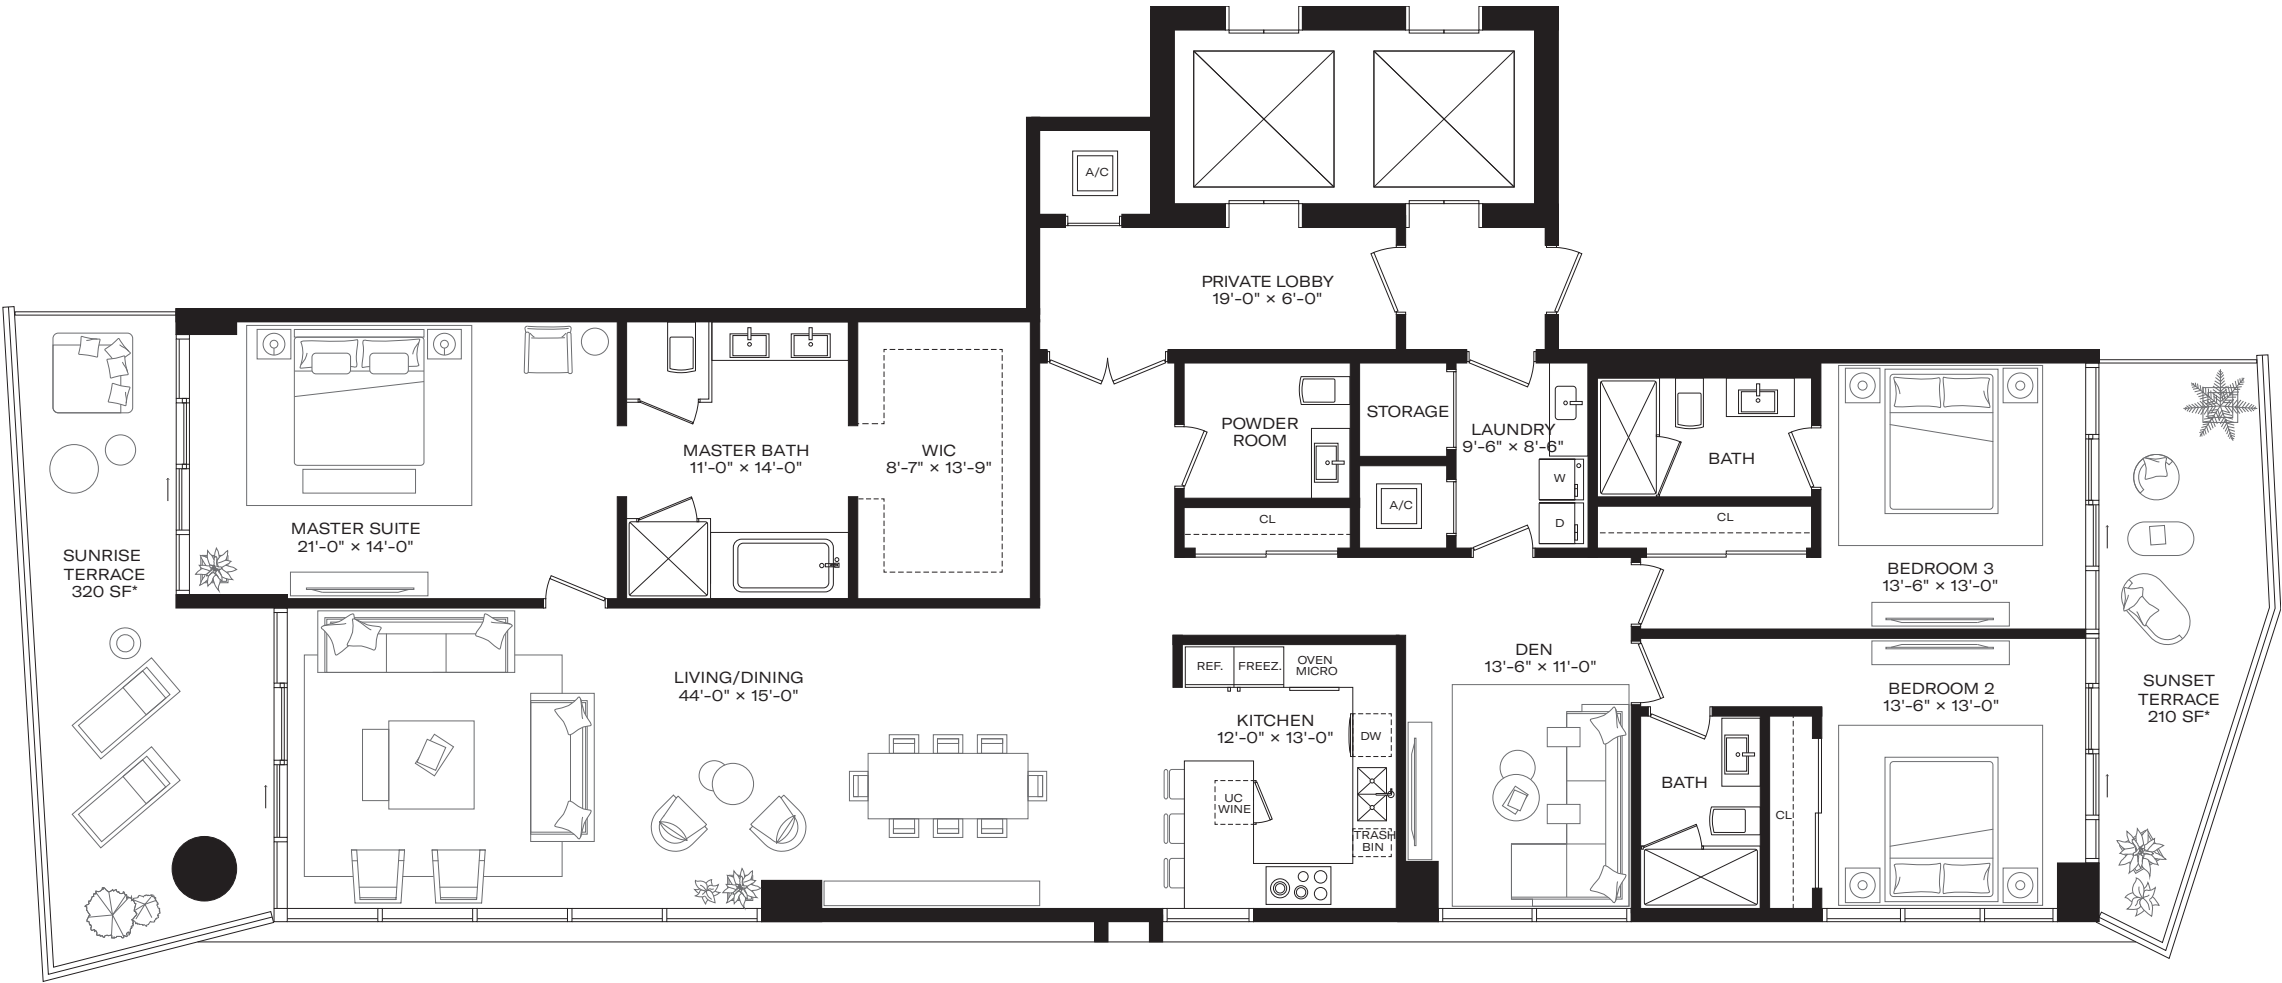 A/C
PRIVATE LOBBY
19'-0" × 6'-0"
SUNRISE
TERRACE
320 SF*
MASTER SUITE
21'-0" × 14'-0"
MASTER BATH
11'-0" × 14'-0"
WIC
8'-7" × 13'-9"
POWDER
ROOM
CL
STORAGE
A/C
LAUNDRY
9'-6" × 8'-6"
W
D
BATH
CL
BEDROOM 3
13'-6" × 13'-0"
LIVING/DINING
44'-0" × 15'-0"
REF.
FREEZ.
OVEN
MICRO
KITCHEN
12'-0" × 13'-0"
DW
UC
WINE
TRASH
BIN
DEN
13'-6" × 11'-0"
BATH
CL
BEDROOM 2
13'-6" × 13'-0"
SUNSET
TERRACE
210 SF*